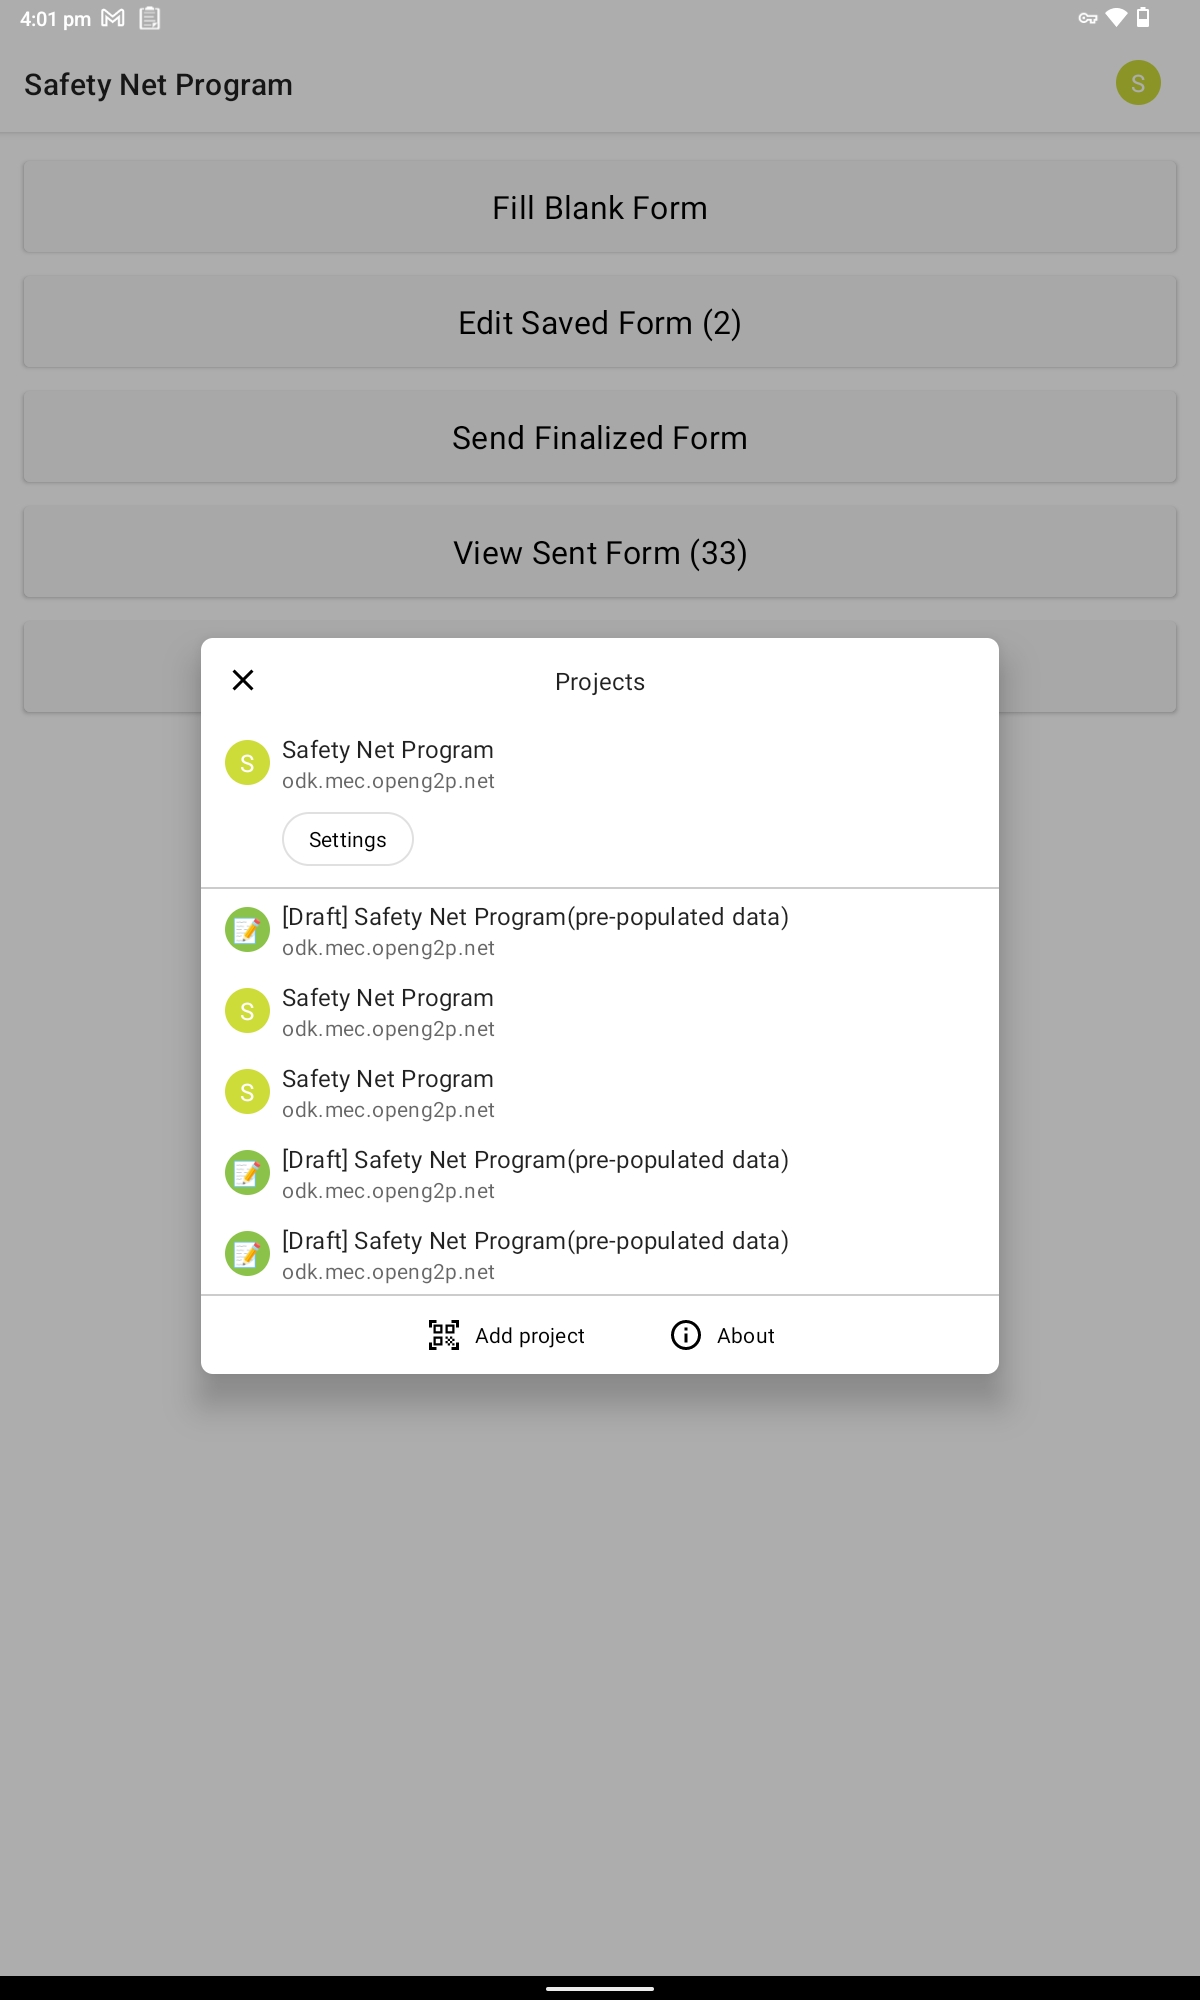 4:01 pm
Safety Net Program
S
Fill Blank Form
Edit Saved Form (2)
Send Finalized Form
View Sent Form (33)
Projects
S
Safety Net Program
odk.mec.openg2p.net
Settings
[Draft] Safety Net Program(pre-populated data)
odk.mec.openg2p.net
S
Safety Net Program
odk.mec.openg2p.net
S
Safety Net Program
odk.mec.openg2p.net
[Draft] Safety Net Program(pre-populated data)
odk.mec.openg2p.net
[Draft] Safety Net Program(pre-populated data)
odk.mec.openg2p.net
Add project
About